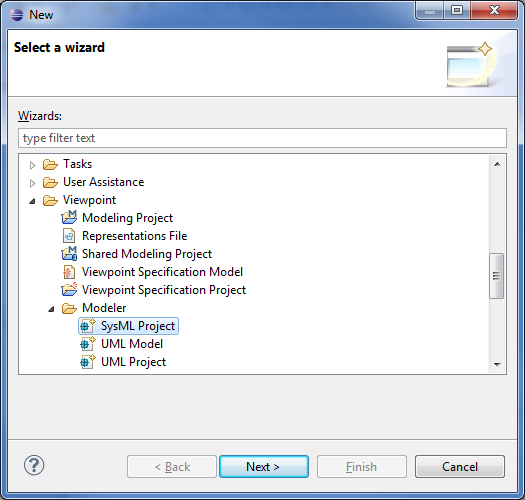 New
Select a wizard
Wizards:
type filter text
Tasks
User Assistance
Viewpoint
Modeling Project
Representations File
Shared Modeling Project
Viewpoint Specification Model
Viewpoint Specification Project
Modeler
SysML Project
UML Model
UML Project
? < Back Next > Finish Cancel